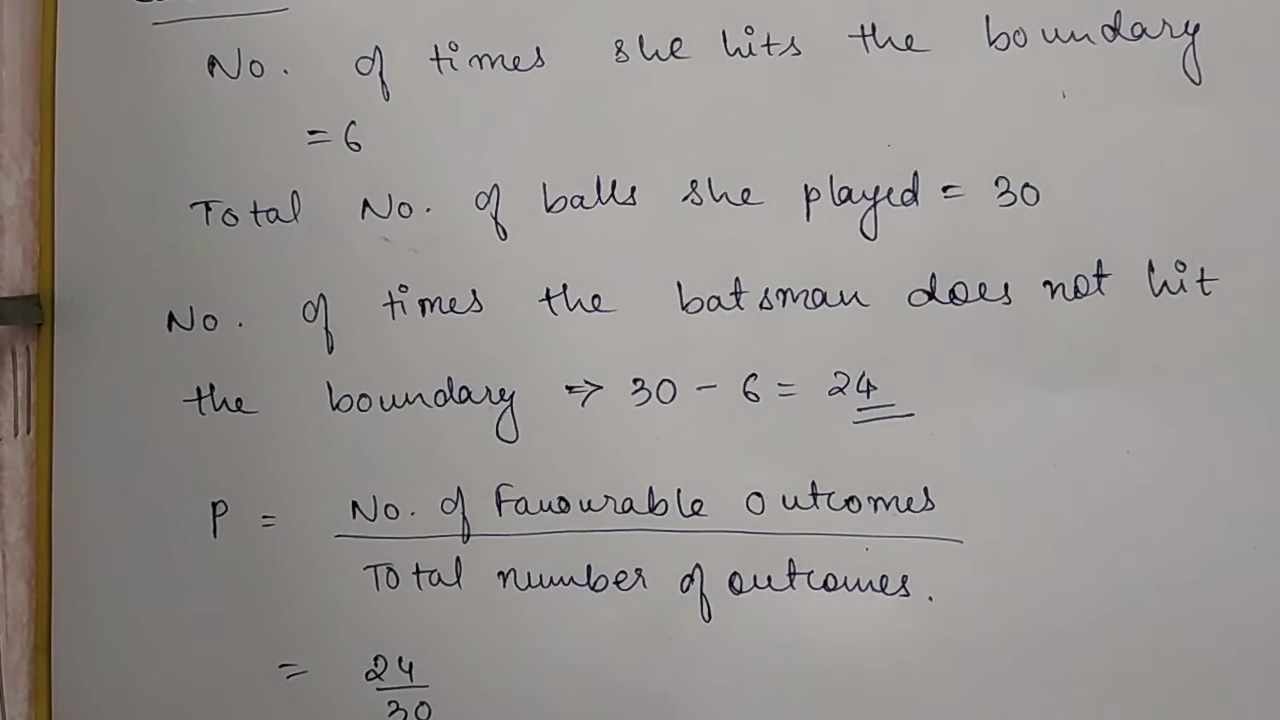 No. of times she hits the boundary
= 6
Total No. of balls she played = 30
No. of times the batsman does not hit
the boundary ⇒ 30 - 6 = 24
P = No. of Favourable outcomes
Total number of outcomes.
= 24
30